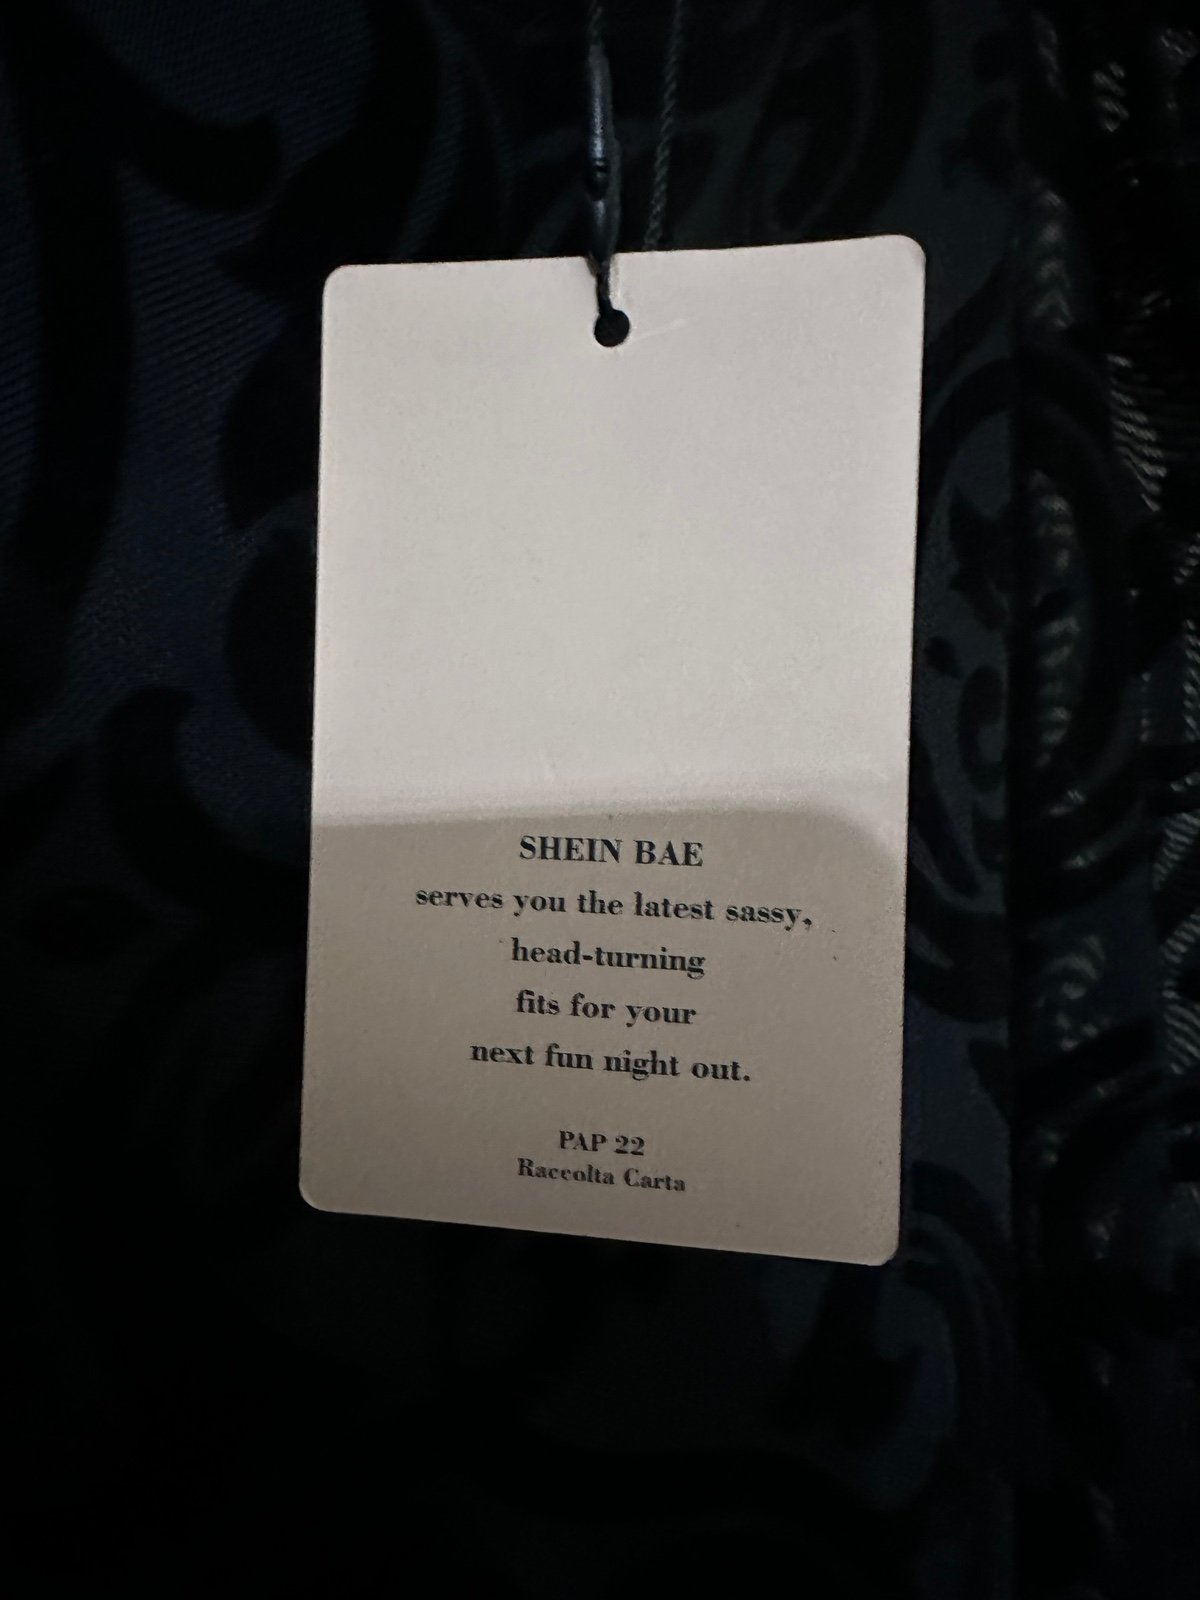 SHEIN BAE
serves you the latest sassy,
head-turning
fits for your
next fun night out.
PAP 22
Raccolta Carta